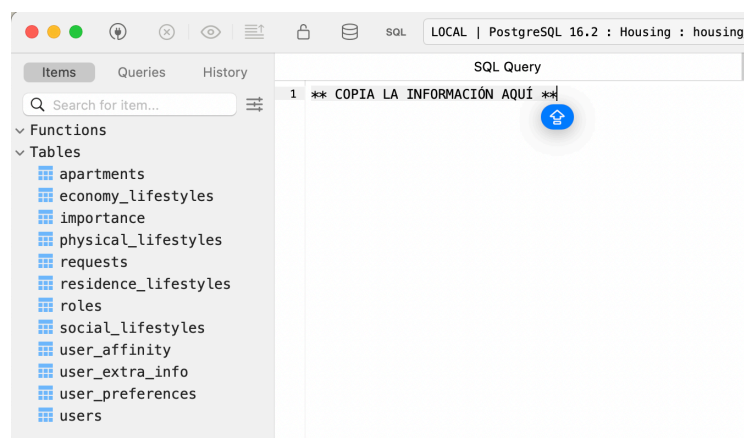 SQL
LOCAL | PostgreSQL 16.2 : Housing : housing
Items
Queries
History
SQL Query
Search for item...
1
** COPIA LA INFORMACIÓN AQUÍ **
Functions
Tables
apartments
economy_lifestyles
importance
physical_lifestyles
requests
residence_lifestyles
roles
social_lifestyles
user_affinity
user_extra_info
user_preferences
users